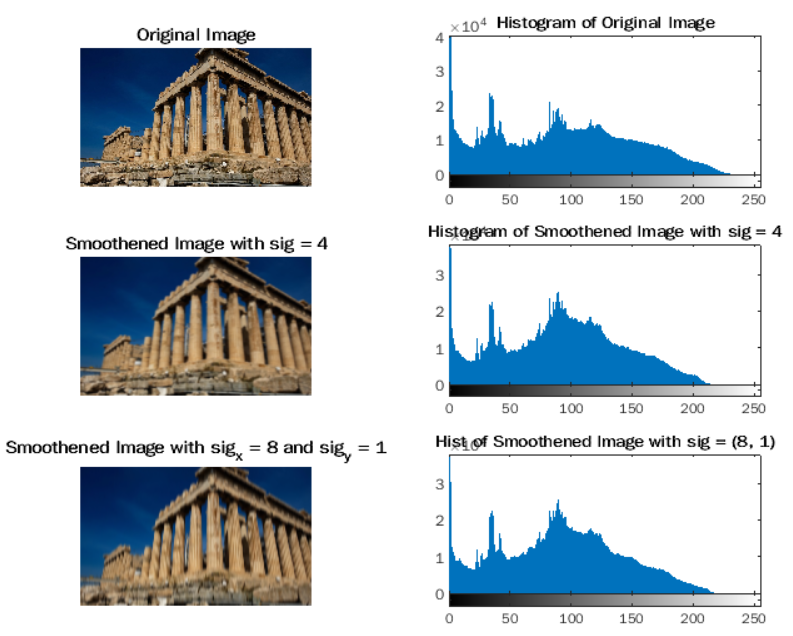 Original Image
Histogram of Original Image
×10⁴
4
3
2
1
0
0 50 100 150 200 250
Smoothened Image with sig = 4
Histogram of Smoothened Image with sig = 4
3
2
1
0
0 50 100 150 200 250
Smoothened Image with sigₓ = 8 and sigᵧ = 1
Hist of Smoothened Image with sig = (8, 1)
3
2
1
0
0 50 100 150 200 250